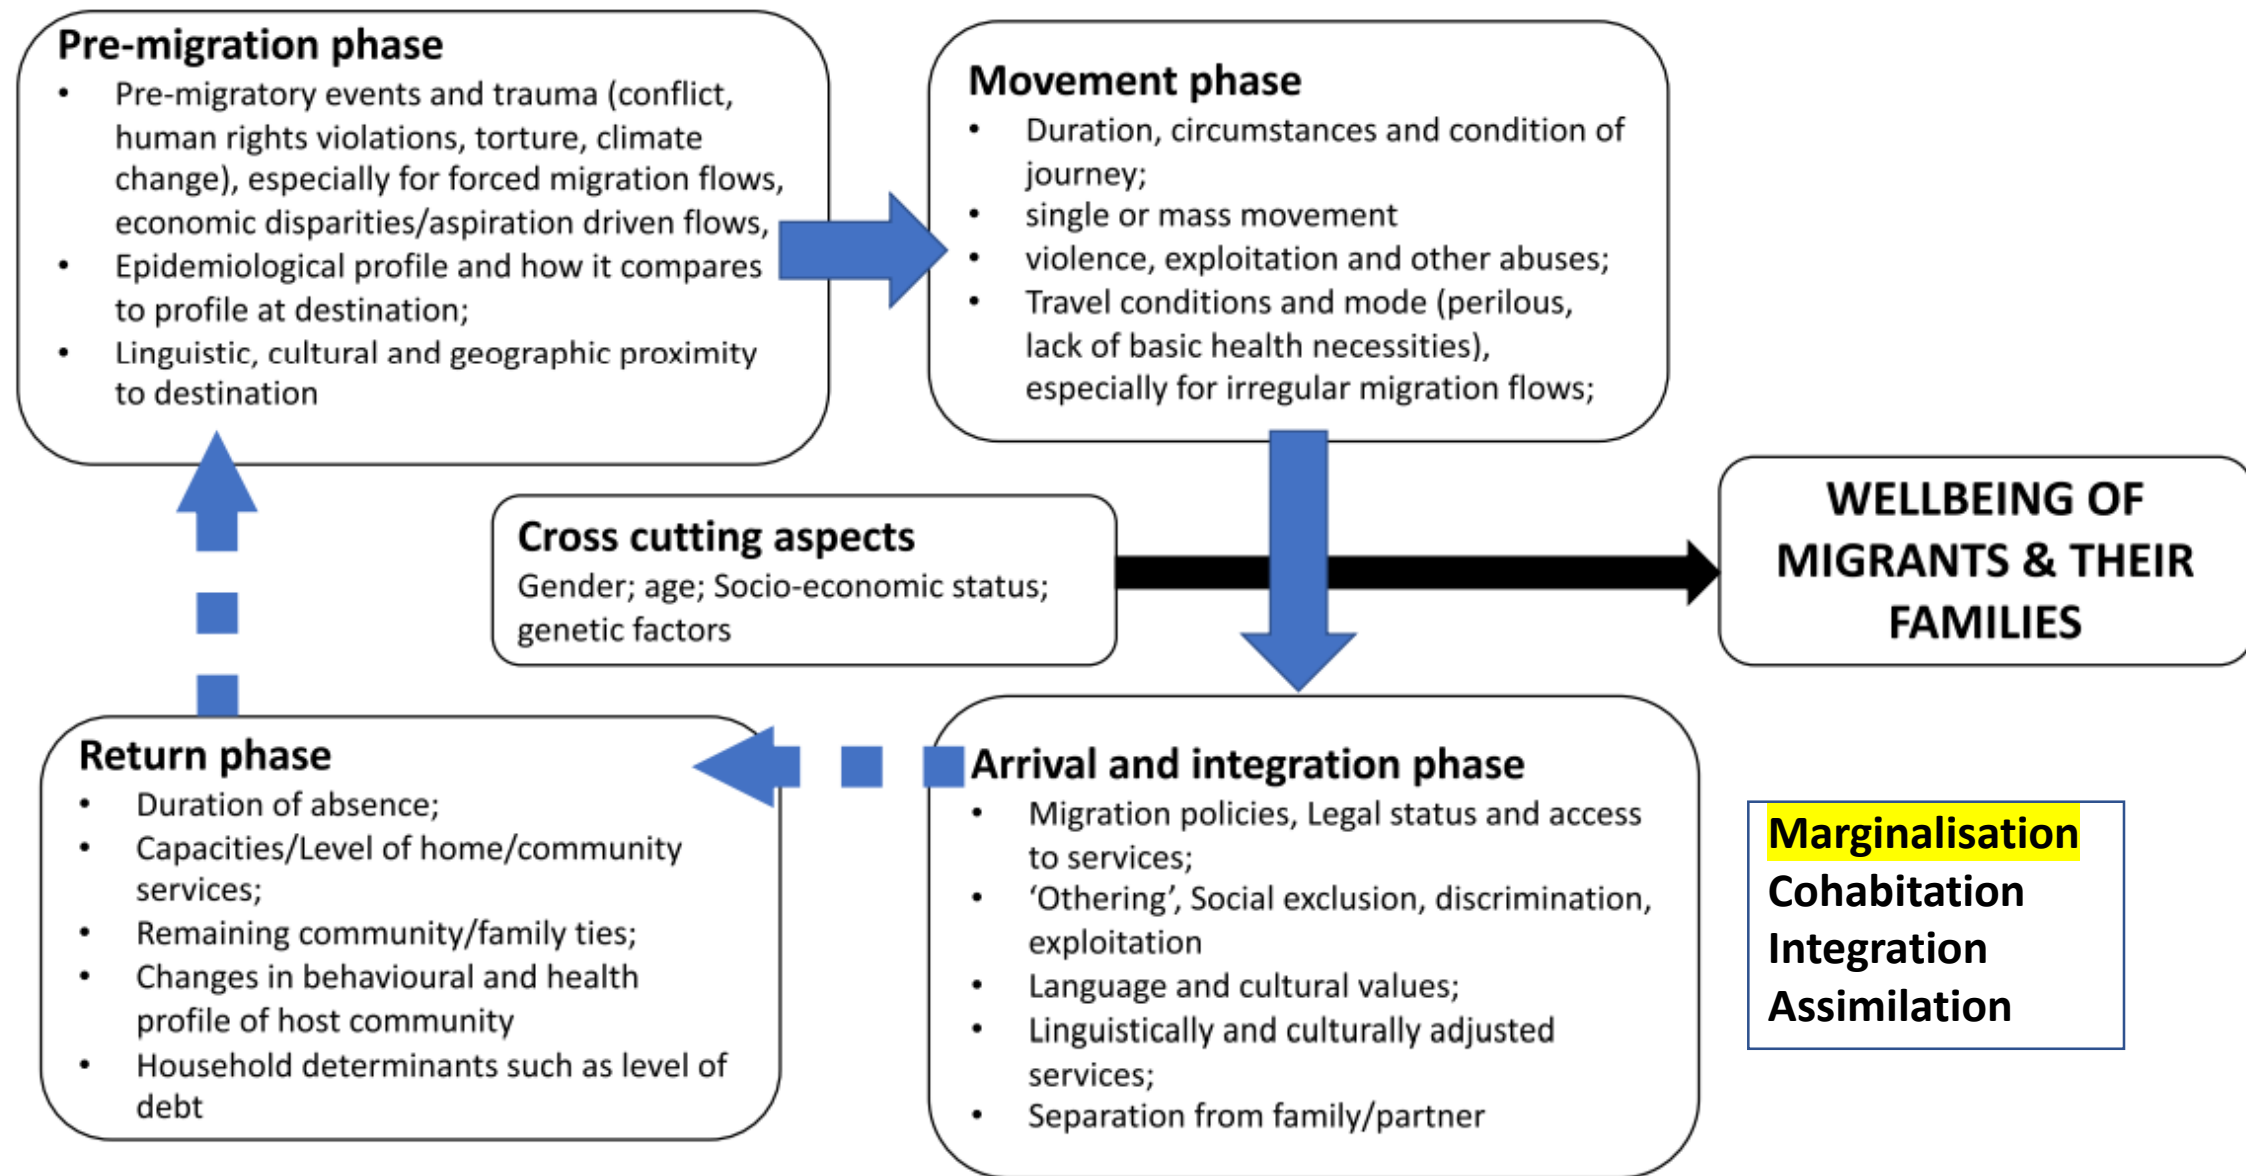 Pre-migration phase
• Pre-migratory events and trauma (conflict,
human rights violations, torture, climate
change), especially for forced migration flows,
economic disparities/aspiration driven flows,
• Epidemiological profile and how it compares
to profile at destination;
• Linguistic, cultural and geographic proximity
to destination
Movement phase
• Duration, circumstances and condition of
journey;
• single or mass movement
• violence, exploitation and other abuses;
• Travel conditions and mode (perilous,
lack of basic health necessities),
especially for irregular migration flows;
Cross cutting aspects
Gender; age; Socio-economic status;
genetic factors
WELLBEING OF
MIGRANTS & THEIR
FAMILIES
Return phase
• Duration of absence;
• Capacities/Level of home/community
services;
• Remaining community/family ties;
• Changes in behavioural and health
profile of host community
• Household determinants such as level of
debt
Arrival and integration phase
• Migration policies, Legal status and access
to services;
• ‘Othering’, Social exclusion, discrimination,
exploitation
• Language and cultural values;
• Linguistically and culturally adjusted
services;
• Separation from family/partner
Marginalisation
Cohabitation
Integration
Assimilation